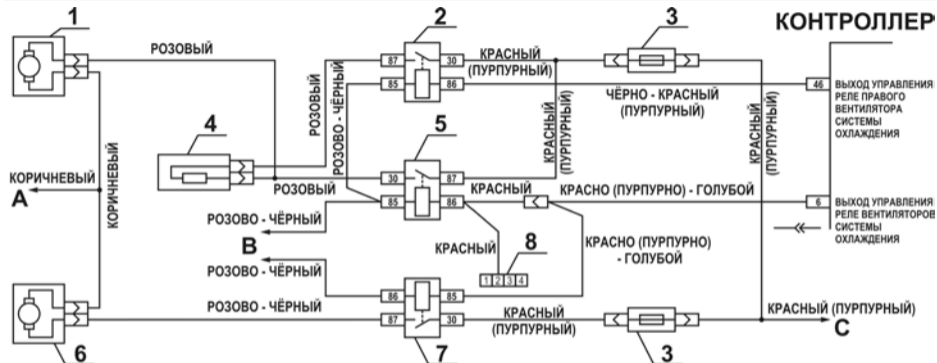 1
2
3
КОНТРОЛЛЕР
РОЗОВЫЙ
87
30
КРАСНЫЙ
(ПУРПУРНЫЙ)
85
86
46
ВЫХОД УПРАВЛЕНИЯ
РЕЛЕ ПРАВОГО
ВЕНТИЛЯТОРА
СИСТЕМЫ
ОХЛАЖДЕНИЯ
ЧЁРНО - КРАСНЫЙ
(ПУРПУРНЫЙ)
РОЗОВЫЙ
РОЗОВО - ЧЁРНЫЙ
КРАСНЫЙ
(ПУРПУРНЫЙ)
КРАСНЫЙ
(ПУРПУРНЫЙ)
4
5
КОРИЧНЕВЫЙ
А
КОРИЧНЕВЫЙ
РОЗОВЫЙ
30
87
85
86
КРАСНЫЙ
КРАСНО (ПУРПУРНО) - ГОЛУБОЙ
6
ВЫХОД УПРАВЛЕНИЯ
РЕЛЕ ВЕНТИЛЯТОРОВ
СИСТЕМЫ
ОХЛАЖДЕНИЯ
РОЗОВО - ЧЁРНЫЙ
В
РОЗОВО - ЧЁРНЫЙ
КРАСНЫЙ
8
1 2 3 4
КРАСНО (ПУРПУРНО)
- ГОЛУБОЙ
86
85
РОЗОВО - ЧЁРНЫЙ
87
30
КРАСНЫЙ
(ПУРПУРНЫЙ)
КРАСНЫЙ (ПУРПУРНЫЙ)
С
6
7
3